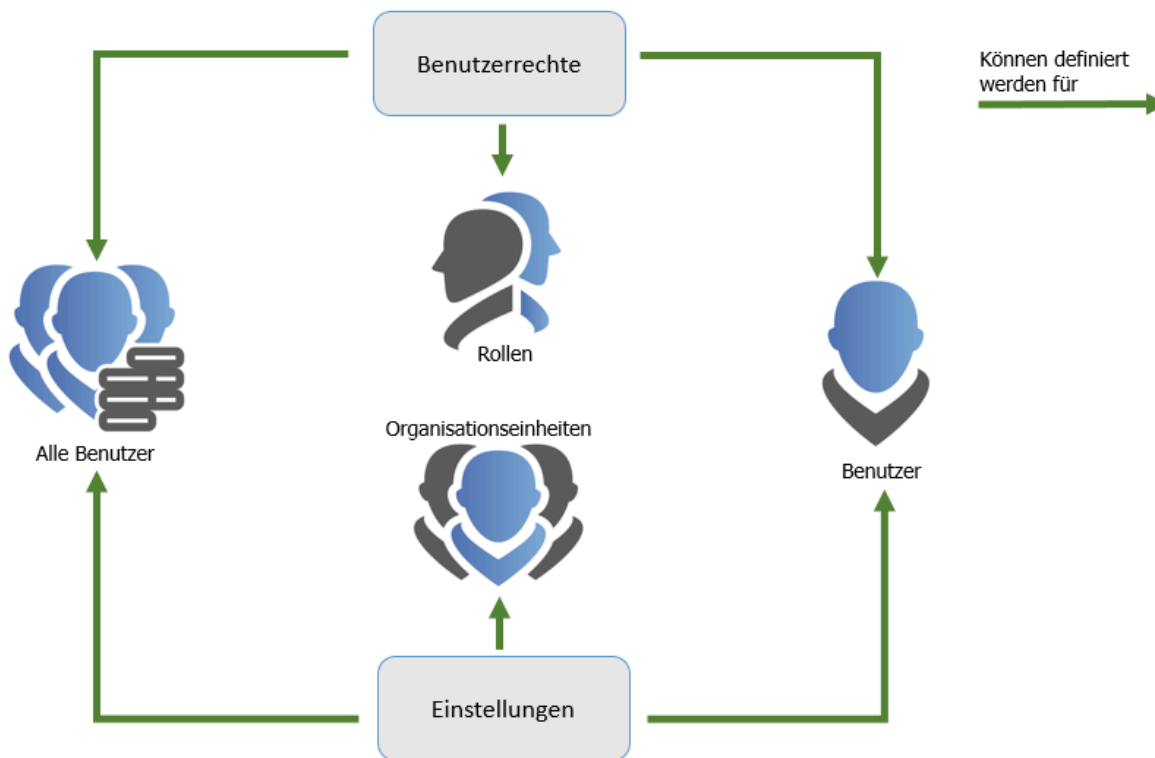 Benutzerrechte
Können definiert
werden für
Rollen
Organisationseinheiten
Alle Benutzer
Benutzer
Einstellungen